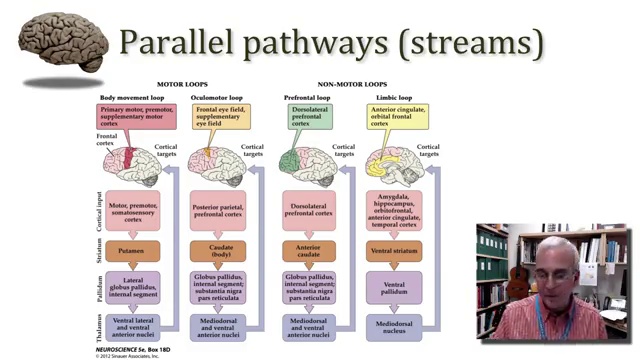 Parallel pathways (streams)
MOTOR LOOPS
NON-MOTOR LOOPS
Body movement loop
Oculomotor loop
Prefrontal loop
Limbic loop
Primary motor, premotor,
supplementary motor
cortex
Frontal eye field,
supplementary
eye field
Dorsolateral
prefrontal
cortex
Anterior cingulate,
orbital frontal
cortex
Frontal
cortex
Cortical
targets
Cortical
targets
Cortical
targets
Cortical
targets
Cortical input
Motor, premotor,
somatosensory
cortex
Posterior parietal,
prefrontal cortex
Dorsolateral
prefrontal cortex
Amygdala,
hippocampus,
orbitofrontal,
anterior cingulate,
temporal cortex
Striatum
Putamen
Caudate
(body)
Anterior
caudate
Ventral striatum
Pallidum
Lateral
globus pallidus,
internal segment
Globus pallidus,
internal segment;
substantia nigra
pars reticulata
Globus pallidus,
internal segment;
substantia nigra
pars reticulata
Ventral
pallidum
Thalamus
Ventral lateral and
ventral anterior nuclei
Mediodorsal and
ventral anterior nuclei
Mediodorsal and
ventral anterior nuclei
Mediodorsal
nucleus
NEUROSCIENCE 5e, Box 18D
© 2012 Sinauer Associates, Inc.